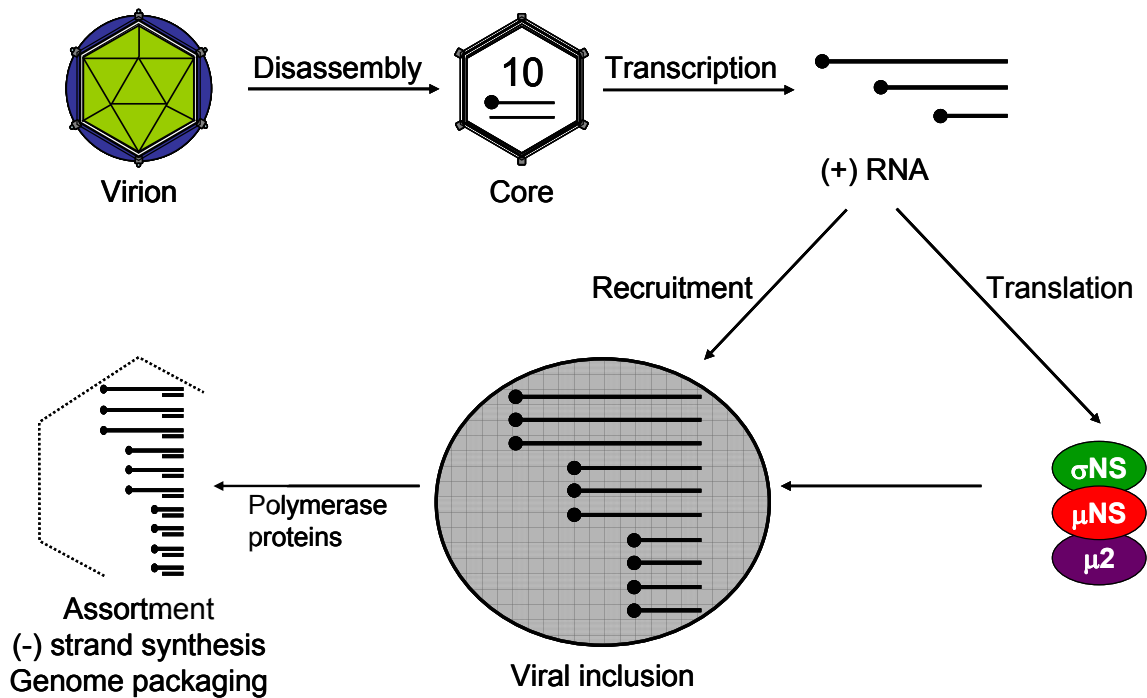 Disassembly
10
Transcription
Virion
Core
(+) RNA
Recruitment
Translation
σNS
μNS
μ2
Polymerase
proteins
Assortment
(-) strand synthesis
Genome packaging
Viral inclusion